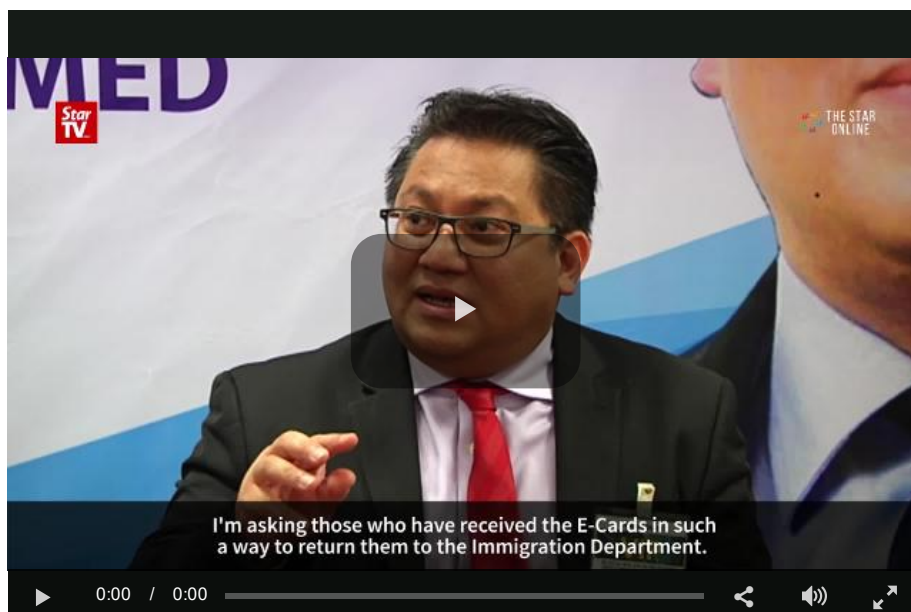 MED
Star
TV
THE STAR
ONLINE
I'm asking those who have received the E-Cards in such
a way to return them to the Immigration Department.
0:00 / 0:00